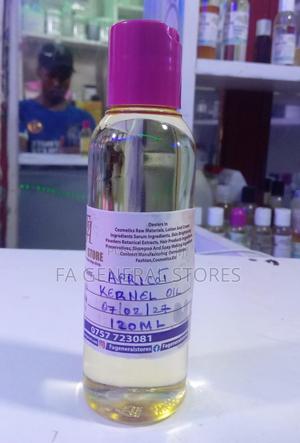 Dealers in
Cosmetics Raw Materials, Lotion And Cream
Ingredients Serum Ingredients, Skin Brightening
Powders Botanical Extracts, Hair Products Ingredients
Preservatives, Shampoo And Soap Making Ingredients
Contract Manufacturing
Fashion, Cosmetics.Etc
STORE
FA GENERAL STORES
APRICOT
KERNEL OIL
07/02/27
120ML
0757 723081
Fageneralstores
Fagenerals